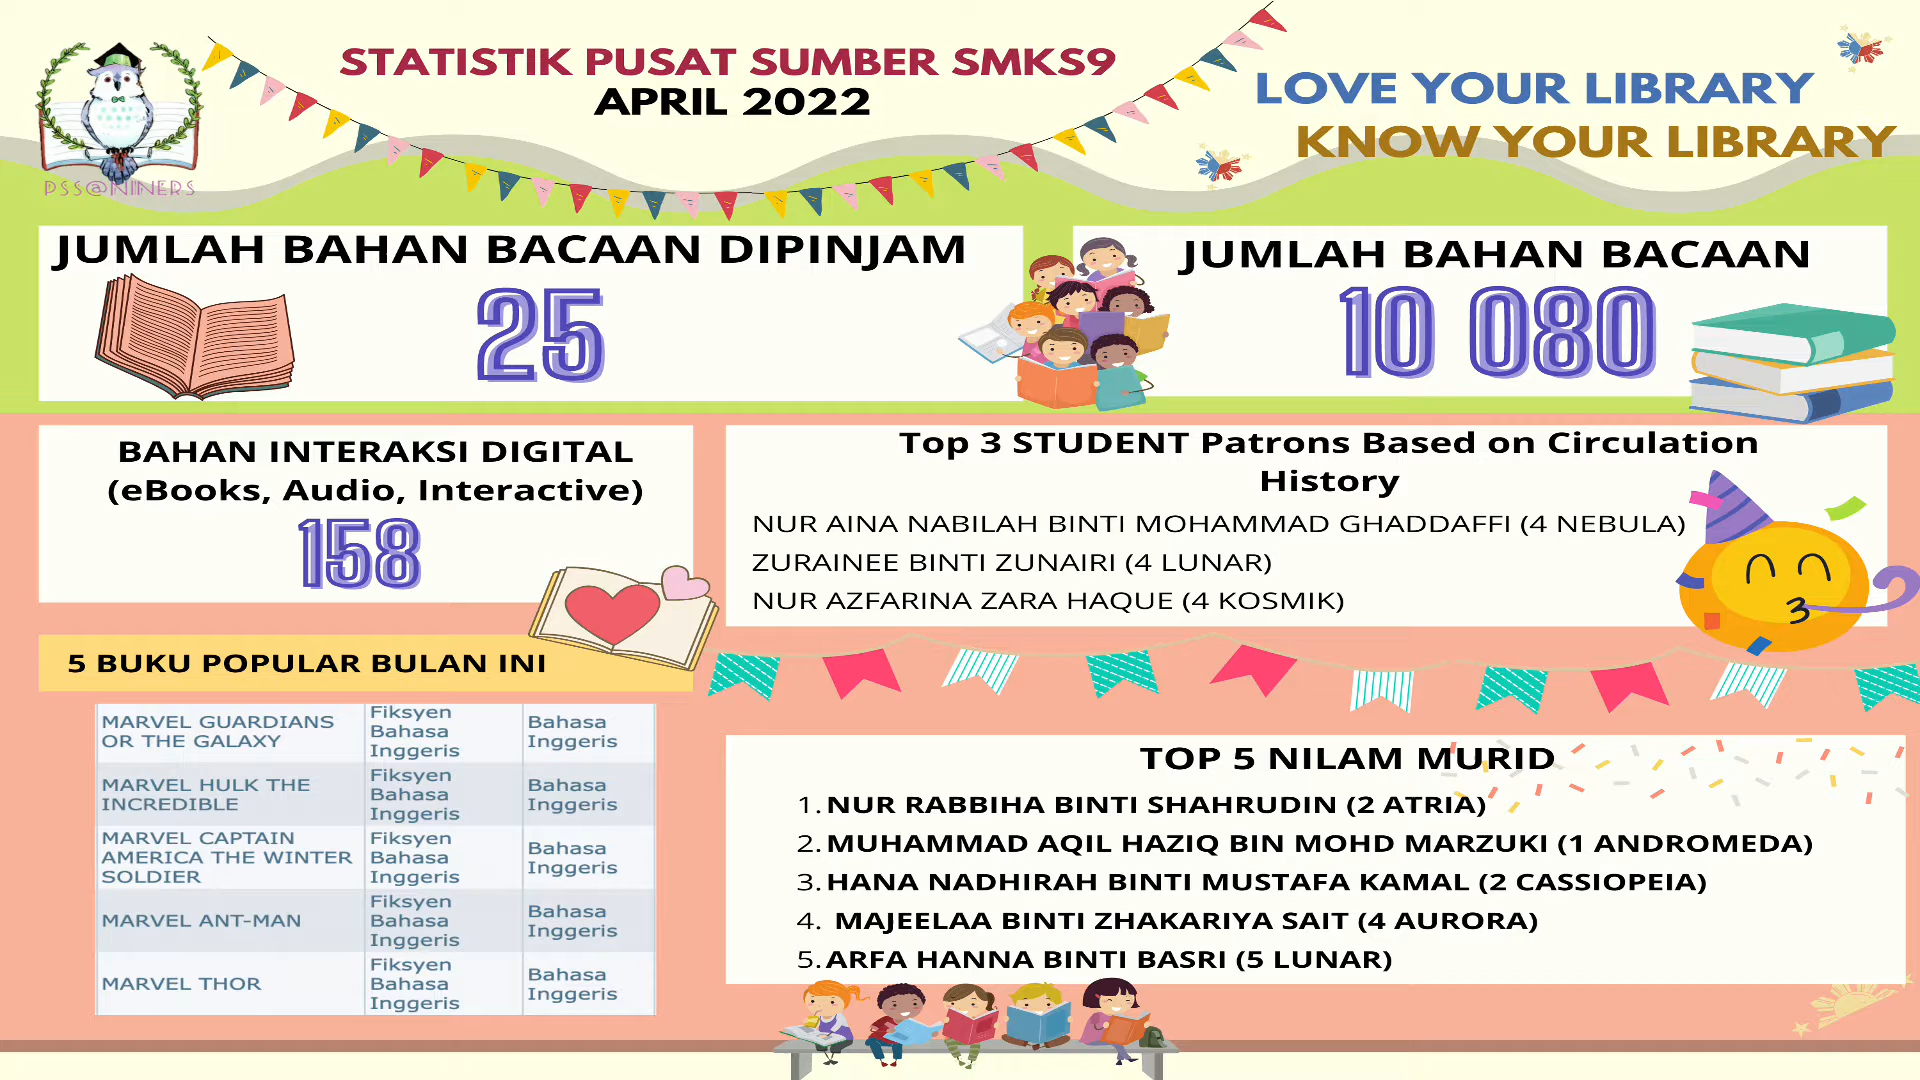 STATISTIK PUSAT SUMBER SMKS9
APRIL 2022
LOVE YOUR LIBRARY
KNOW YOUR LIBRARY
PSS@NINERS
JUMLAH BAHAN BACAAN DIPINJAM
25
JUMLAH BAHAN BACAAN
10 080
BAHAN INTERAKSI DIGITAL
(eBooks, Audio, Interactive)
158
Top 3 STUDENT Patrons Based on Circulation
History
NUR AINA NABILAH BINTI MOHAMMAD GHADDAFFI (4 NEBULA)
ZURAINEE BINTI ZUNAIRI (4 LUNAR)
NUR AZFARINA ZARA HAQUE (4 KOSMIK)
5 BUKU POPULAR BULAN INI
MARVEL GUARDIANS
OR THE GALAXY
Fiksyen
Bahasa
Inggeris
Bahasa
Inggeris
MARVEL HULK THE
INCREDIBLE
Fiksyen
Bahasa
Inggeris
Bahasa
Inggeris
MARVEL CAPTAIN
AMERICA THE WINTER
SOLDIER
Fiksyen
Bahasa
Inggeris
Bahasa
Inggeris
MARVEL ANT-MAN
Fiksyen
Bahasa
Inggeris
Bahasa
Inggeris
MARVEL THOR
Fiksyen
Bahasa
Inggeris
Bahasa
Inggeris
TOP 5 NILAM MURID
1. NUR RABBIHA BINTI SHAHRUDIN (2 ATRIA)
2. MUHAMMAD AQIL HAZIQ BIN MOHD MARZUKI (1 ANDROMEDA)
3. HANA NADHIRAH BINTI MUSTAFA KAMAL (2 CASSIOPEIA)
4. MAJEELAA BINTI ZHAKARIYA SAIT (4 AURORA)
5. ARFA HANNA BINTI BASRI (5 LUNAR)